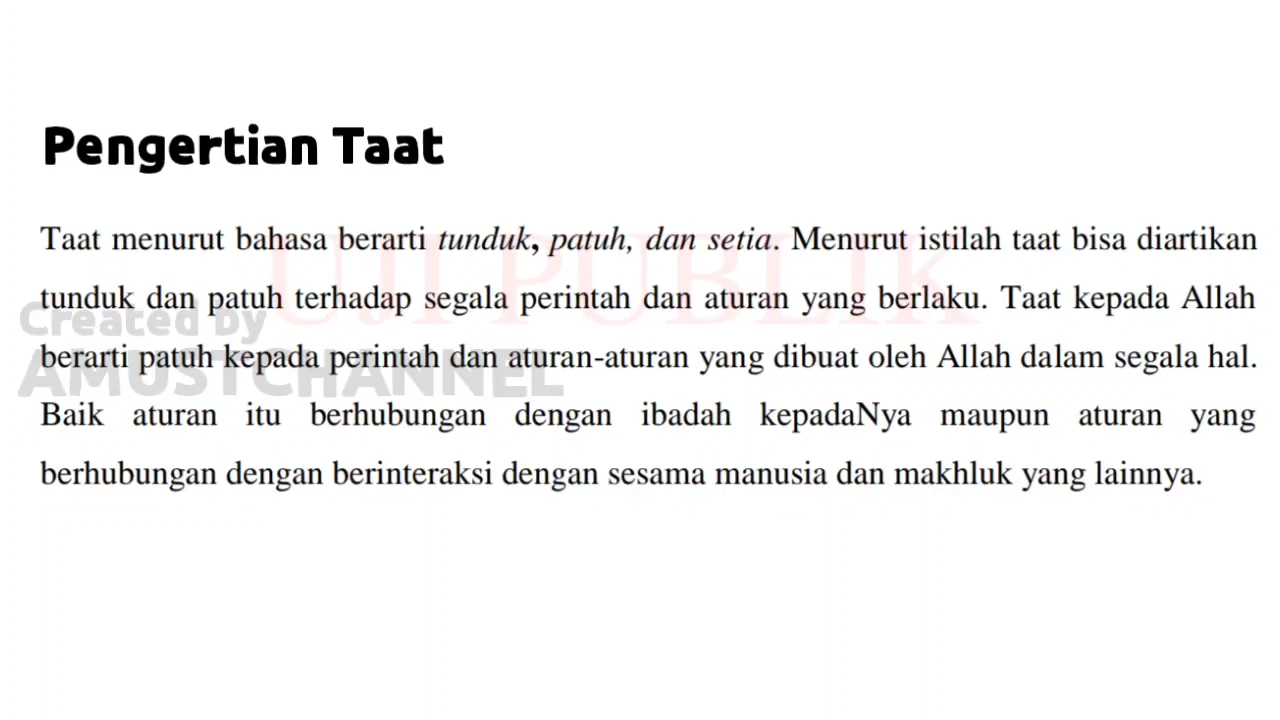 Pengertian Taat
Taat menurut bahasa berarti tunduk, patuh, dan setia. Menurut istilah taat bisa diartikan
tunduk dan patuh terhadap segala perintah dan aturan yang berlaku. Taat kepada Allah
berarti patuh kepada perintah dan aturan-aturan yang dibuat oleh Allah dalam segala hal.
Baik aturan itu berhubungan dengan ibadah kepadaNya maupun aturan yang
berhubungan dengan berinteraksi dengan sesama manusia dan makhluk yang lainnya.
UJI PUBLIK
Created by
AMUSTCHANNEL